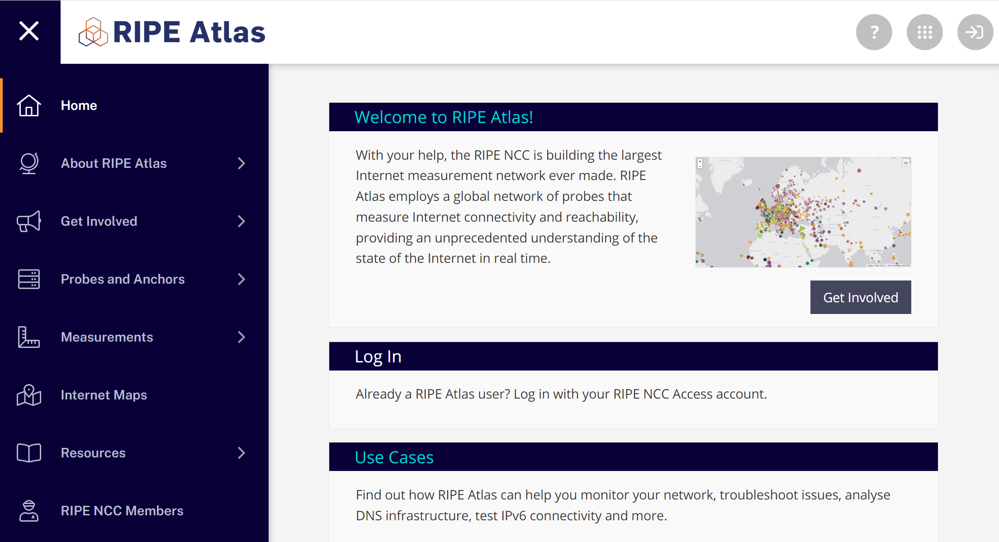 RIPE Atlas
?
Home
About RIPE Atlas
Get Involved
Probes and Anchors
Measurements
Internet Maps
Resources
RIPE NCC Members
Welcome to RIPE Atlas!
With your help, the RIPE NCC is building the largest
Internet measurement network ever made. RIPE
Atlas employs a global network of probes that
measure Internet connectivity and reachability,
providing an unprecedented understanding of the
state of the Internet in real time.
Get Involved
Log In
Already a RIPE Atlas user? Log in with your RIPE NCC Access account.
Use Cases
Find out how RIPE Atlas can help you monitor your network, troubleshoot issues, analyse
DNS infrastructure, test IPv6 connectivity and more.